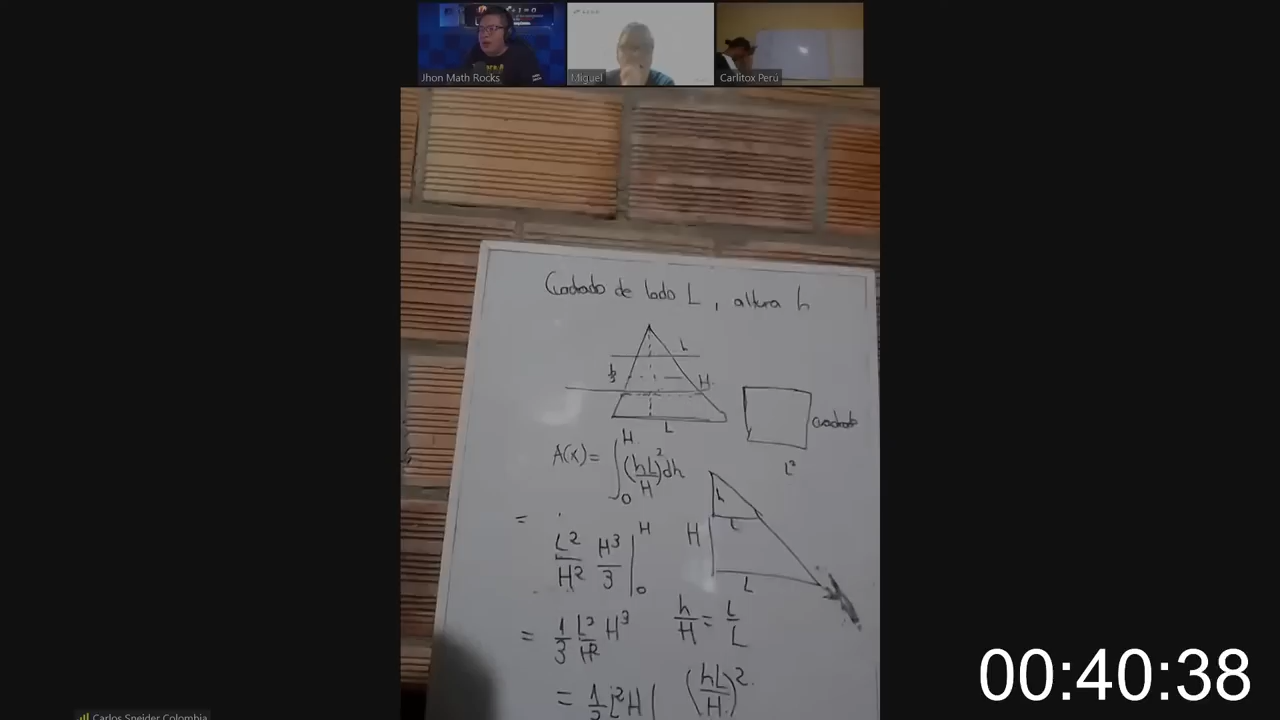 Jhon Math Rocks
Miguel
Carlitox Perú
Cuadrado de lado L, altura h
h
H
L
cuadrado
L²
A(x) = ∫₀ᴴ (hL/H)² dh
h
L
H
L
= L²/H² H³/3 |₀ᴴ
h/H = L/L
= 1/3 L²/H² H³
(hL/H)²
= 1/3 L²H
00:40:38
Carlos Sneider Colombia